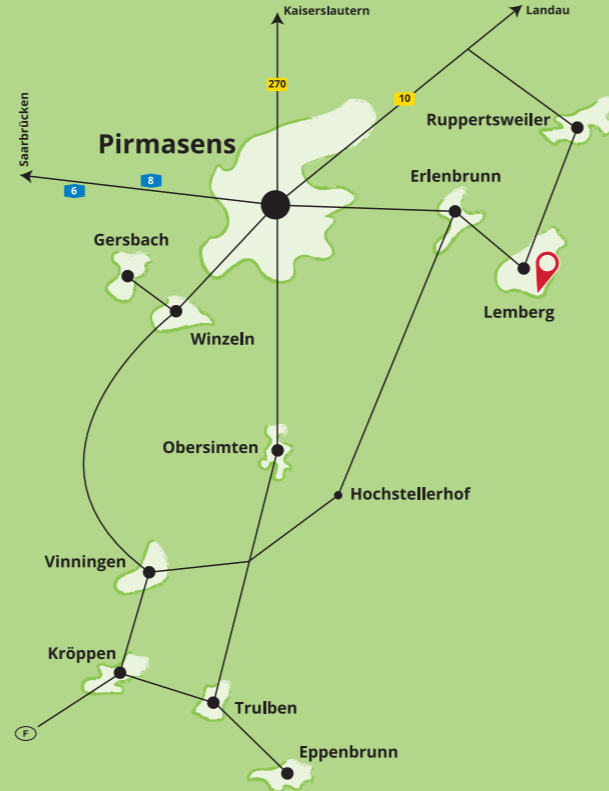 Kaiserslautern
Landau
270
10
Ruppertsweiler
Pirmasens
Saarbrücken
Erlenbrunn
8
6
Gersbach
Lemberg
Winzeln
Obersimten
Hochstellerhof
Vinningen
Kröppen
Trulben
F
Eppenbrunn